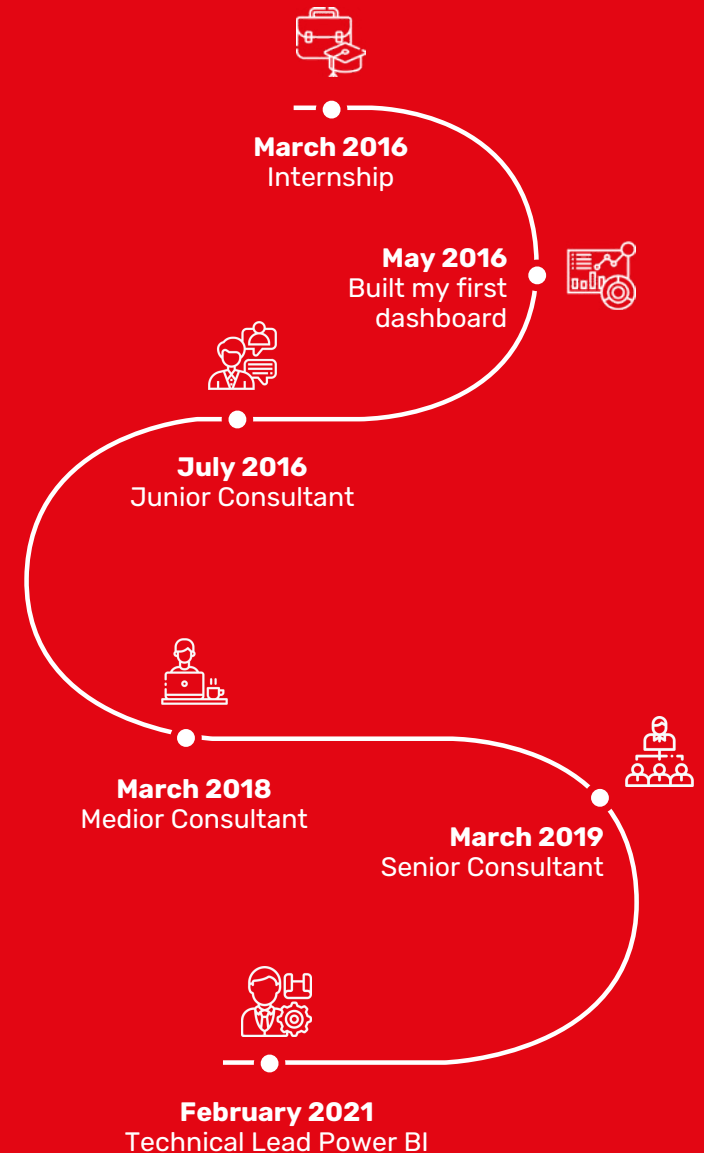 March 2016
Internship
May 2016
Built my first
dashboard
July 2016
Junior Consultant
March 2018
Medior Consultant
March 2019
Senior Consultant
February 2021
Technical Lead Power BI